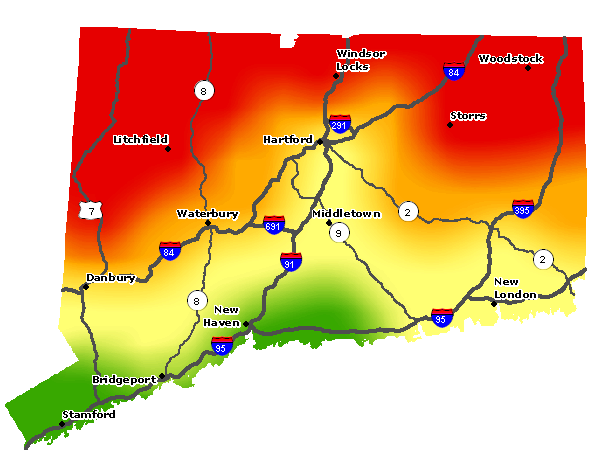 Windsor
Locks
Woodstock
84
8
Storrs
291
Litchfield
Hartford
7
Waterbury
691
Middletown
2
395
9
84
91
2
Danbury
New
London
8
New
Haven
95
95
Bridgeport
Stamford